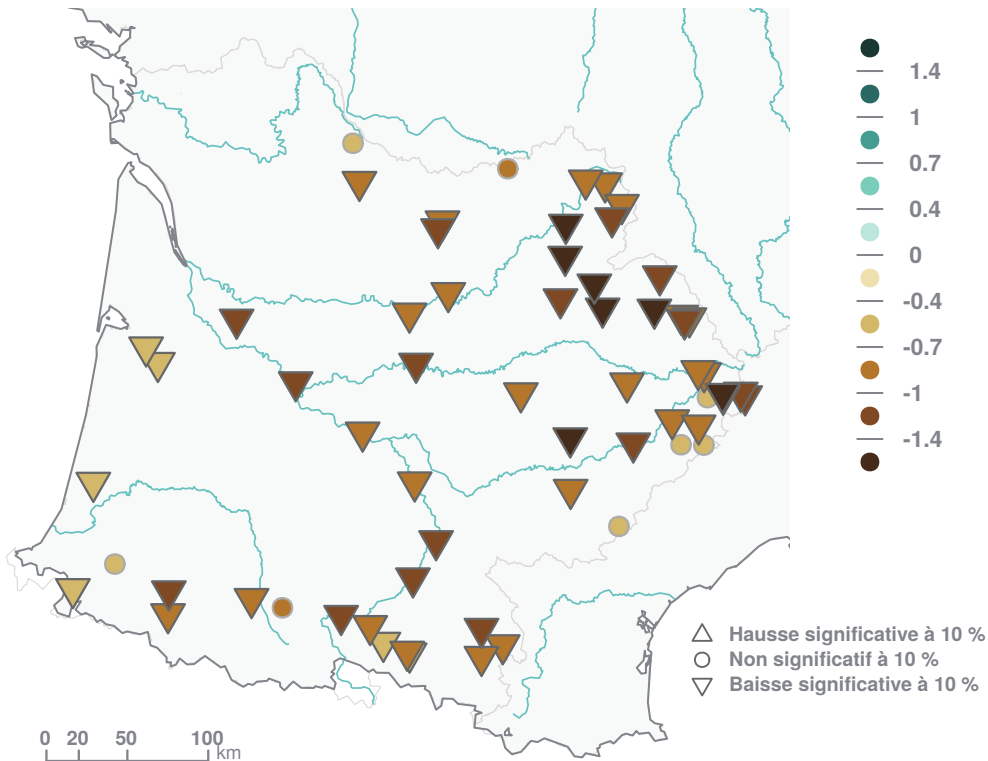 1.4
1
0.7
0.4
0
-0.4
-0.7
-1
-1.4
Hausse significative à 10 %
Non significatif à 10 %
Baisse significative à 10 %
0 20 50 100
km